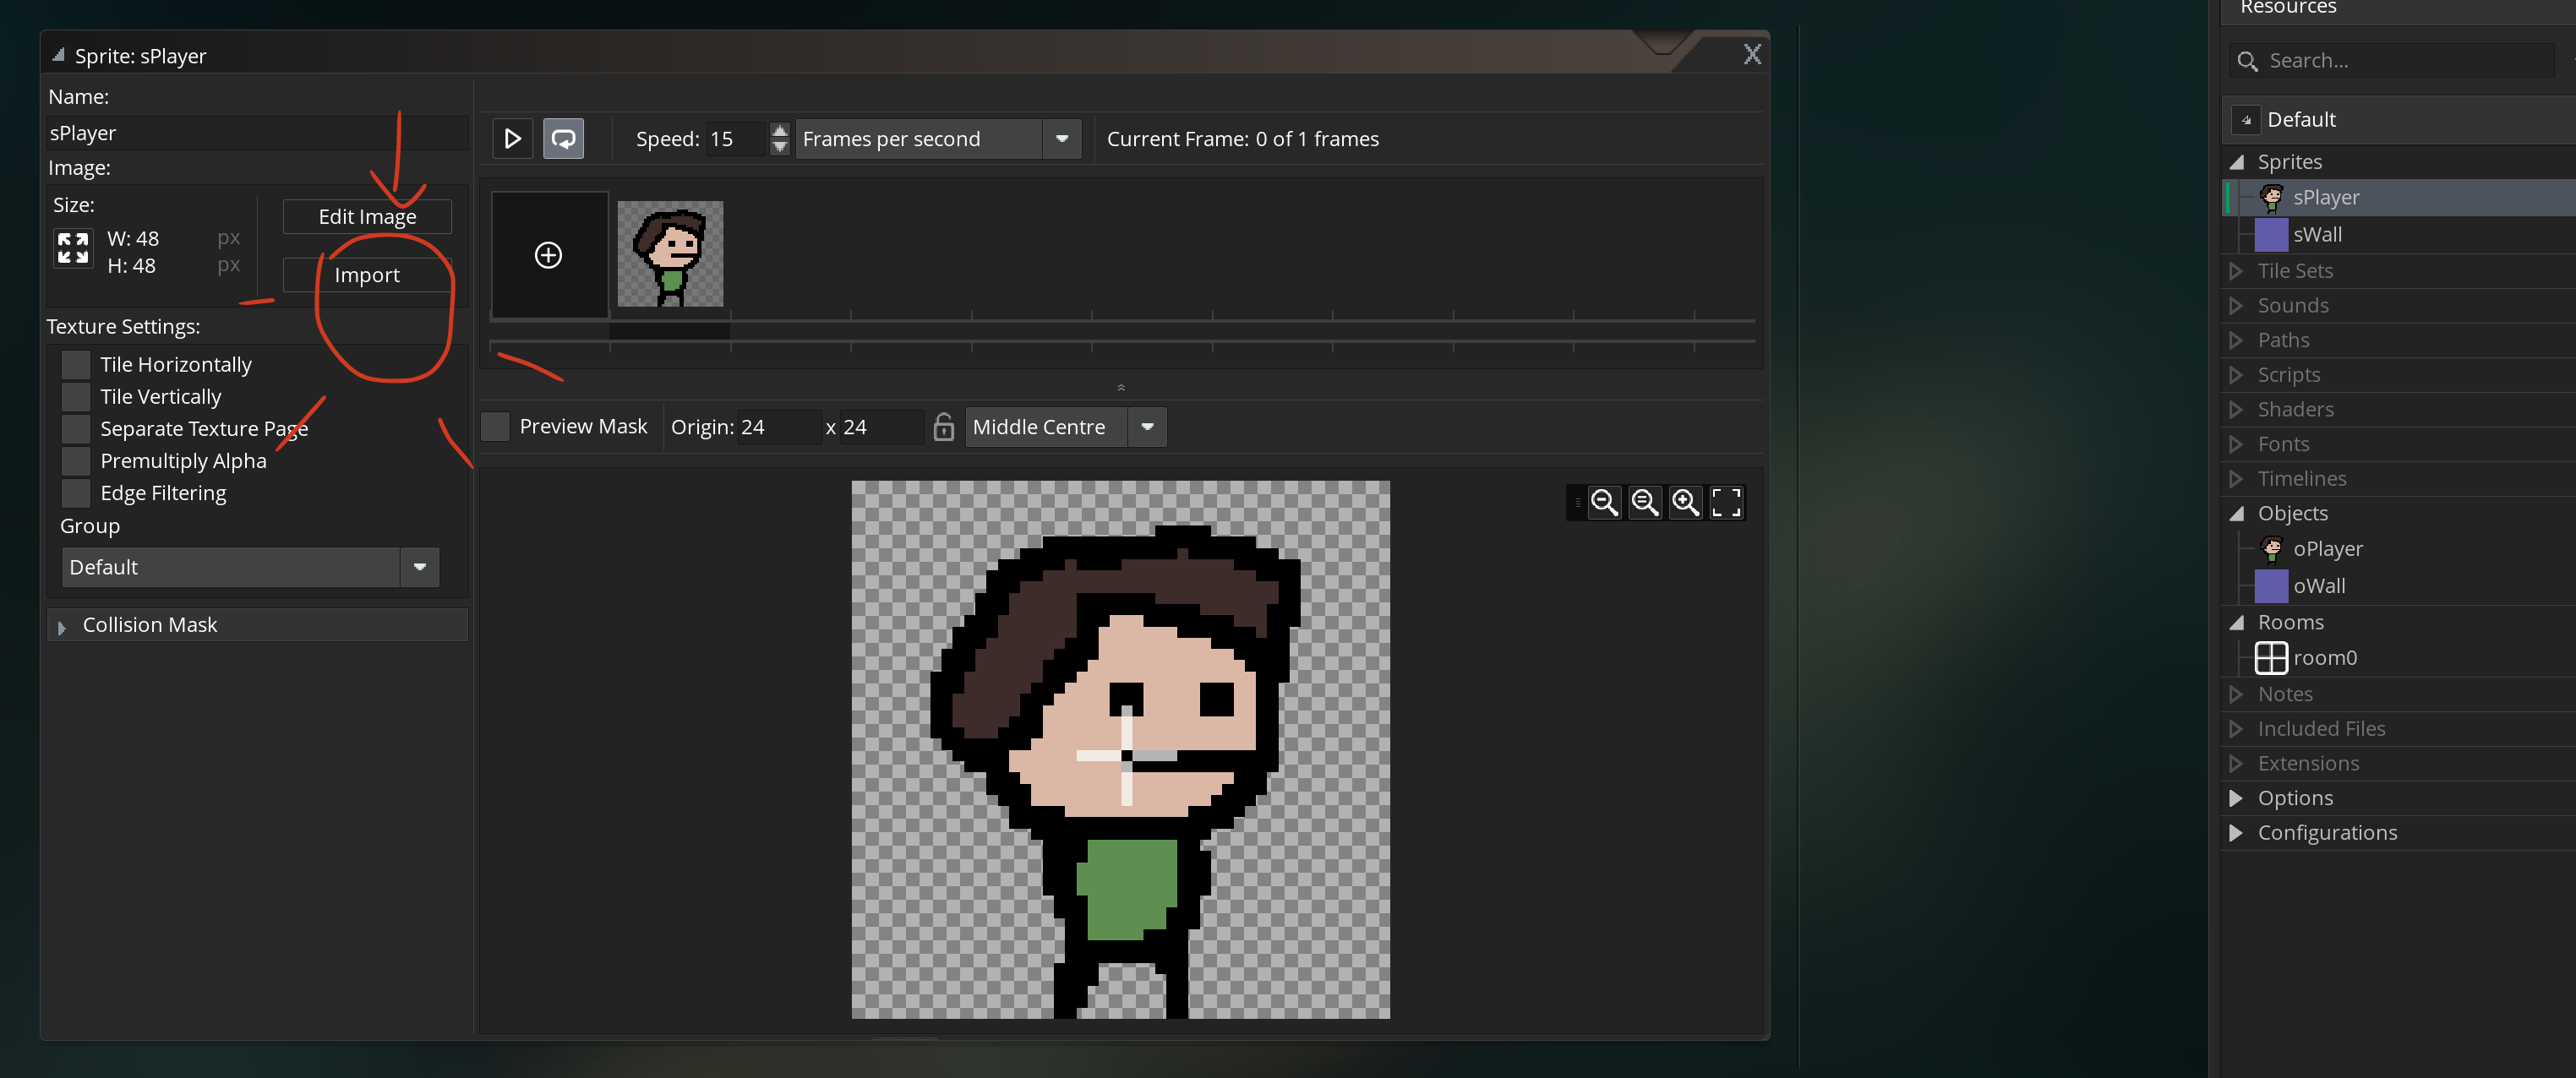 Sprite: sPlayer
X
Name:
sPlayer
Image:
Size:
W: 48 px
H: 48 px
Edit Image
Import
Texture Settings:
Tile Horizontally
Tile Vertically
Separate Texture Page
Premultiply Alpha
Edge Filtering
Group
Default
Collision Mask
Speed: 15
Frames per second
Current Frame: 0 of 1 frames
Preview Mask
Origin: 24 x 24
Middle Centre
Resources
Search...
Default
Sprites
sPlayer
sWall
Tile Sets
Sounds
Paths
Scripts
Shaders
Fonts
Timelines
Objects
oPlayer
oWall
Rooms
room0
Notes
Included Files
Extensions
Options
Configurations